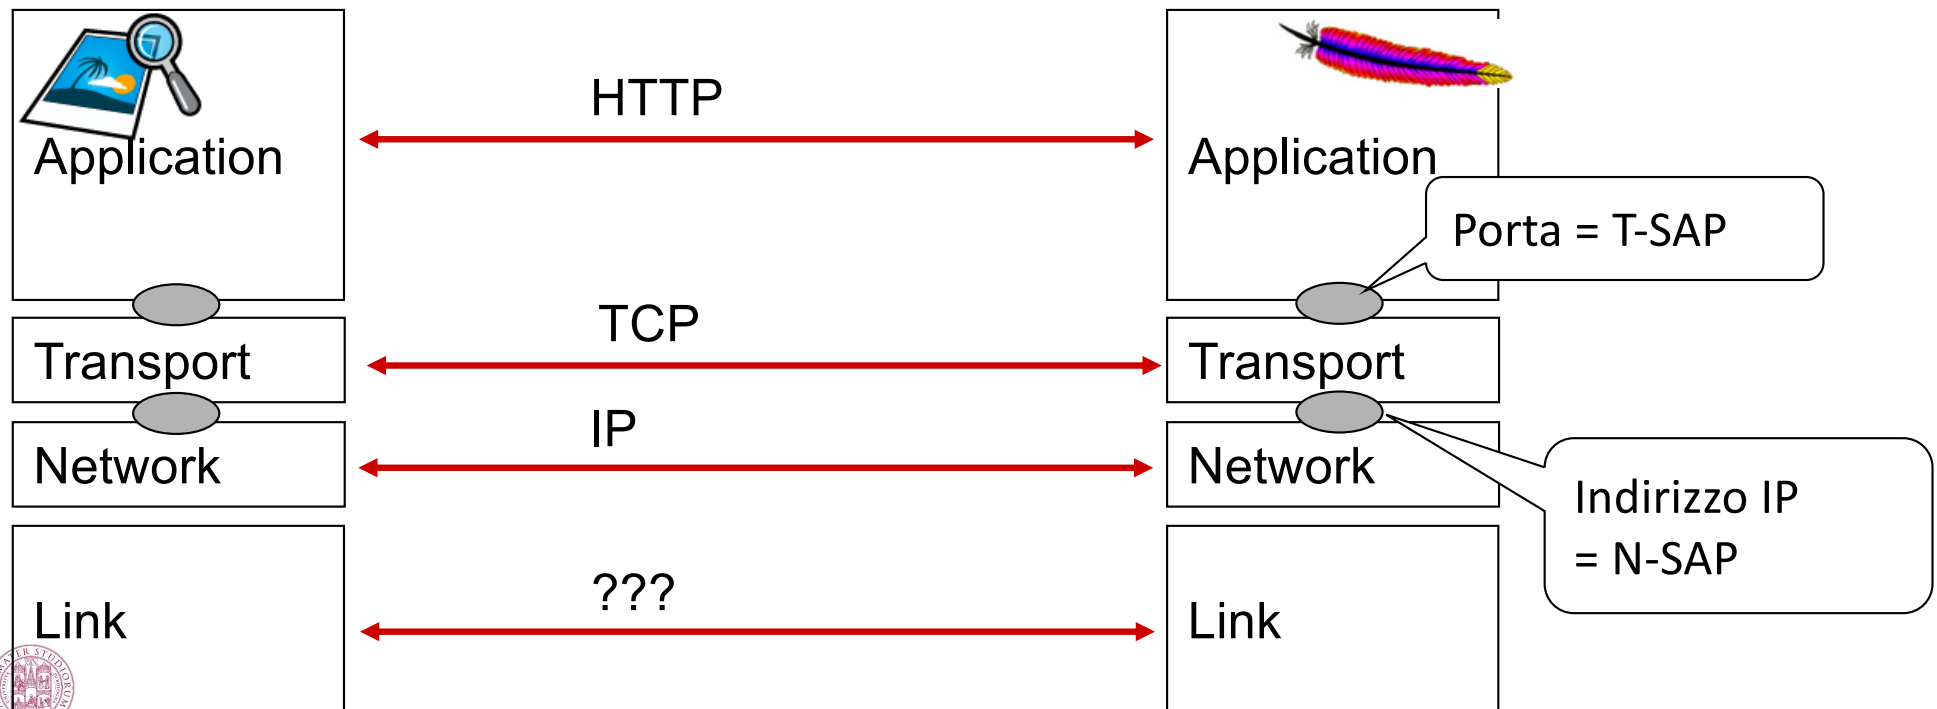 HTTP
Application
Application
Porta = T-SAP
TCP
Transport
Transport
IP
Network
Network
Indirizzo IP
= N-SAP
???
Link
Link